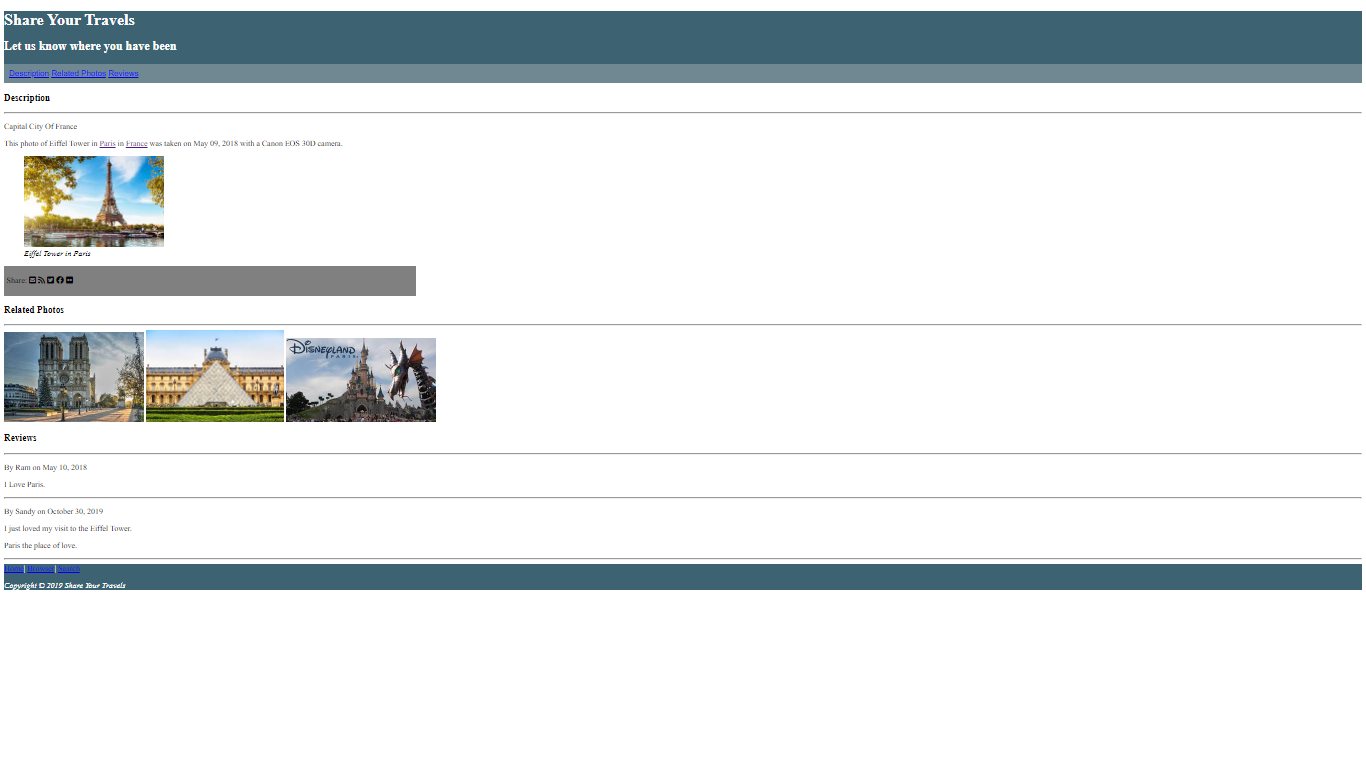 Share Your Travels
Let us know where you have been
Description Related Photos Reviews
Description
Capital City Of France
This photo of Eiffel Tower in Paris in France was taken on May 09, 2018 with a Canon EOS 30D camera.
Eiffel Tower in Paris
Share:
Related Photos
DISNEYLAND
PARIS
Reviews
By Ram on May 10, 2018
I Love Paris.
By Sandy on October 30, 2019
I just loved my visit to the Eiffel Tower.
Paris the place of love.
Home| Browse| Search
Copyright © 2019 Share Your Travels